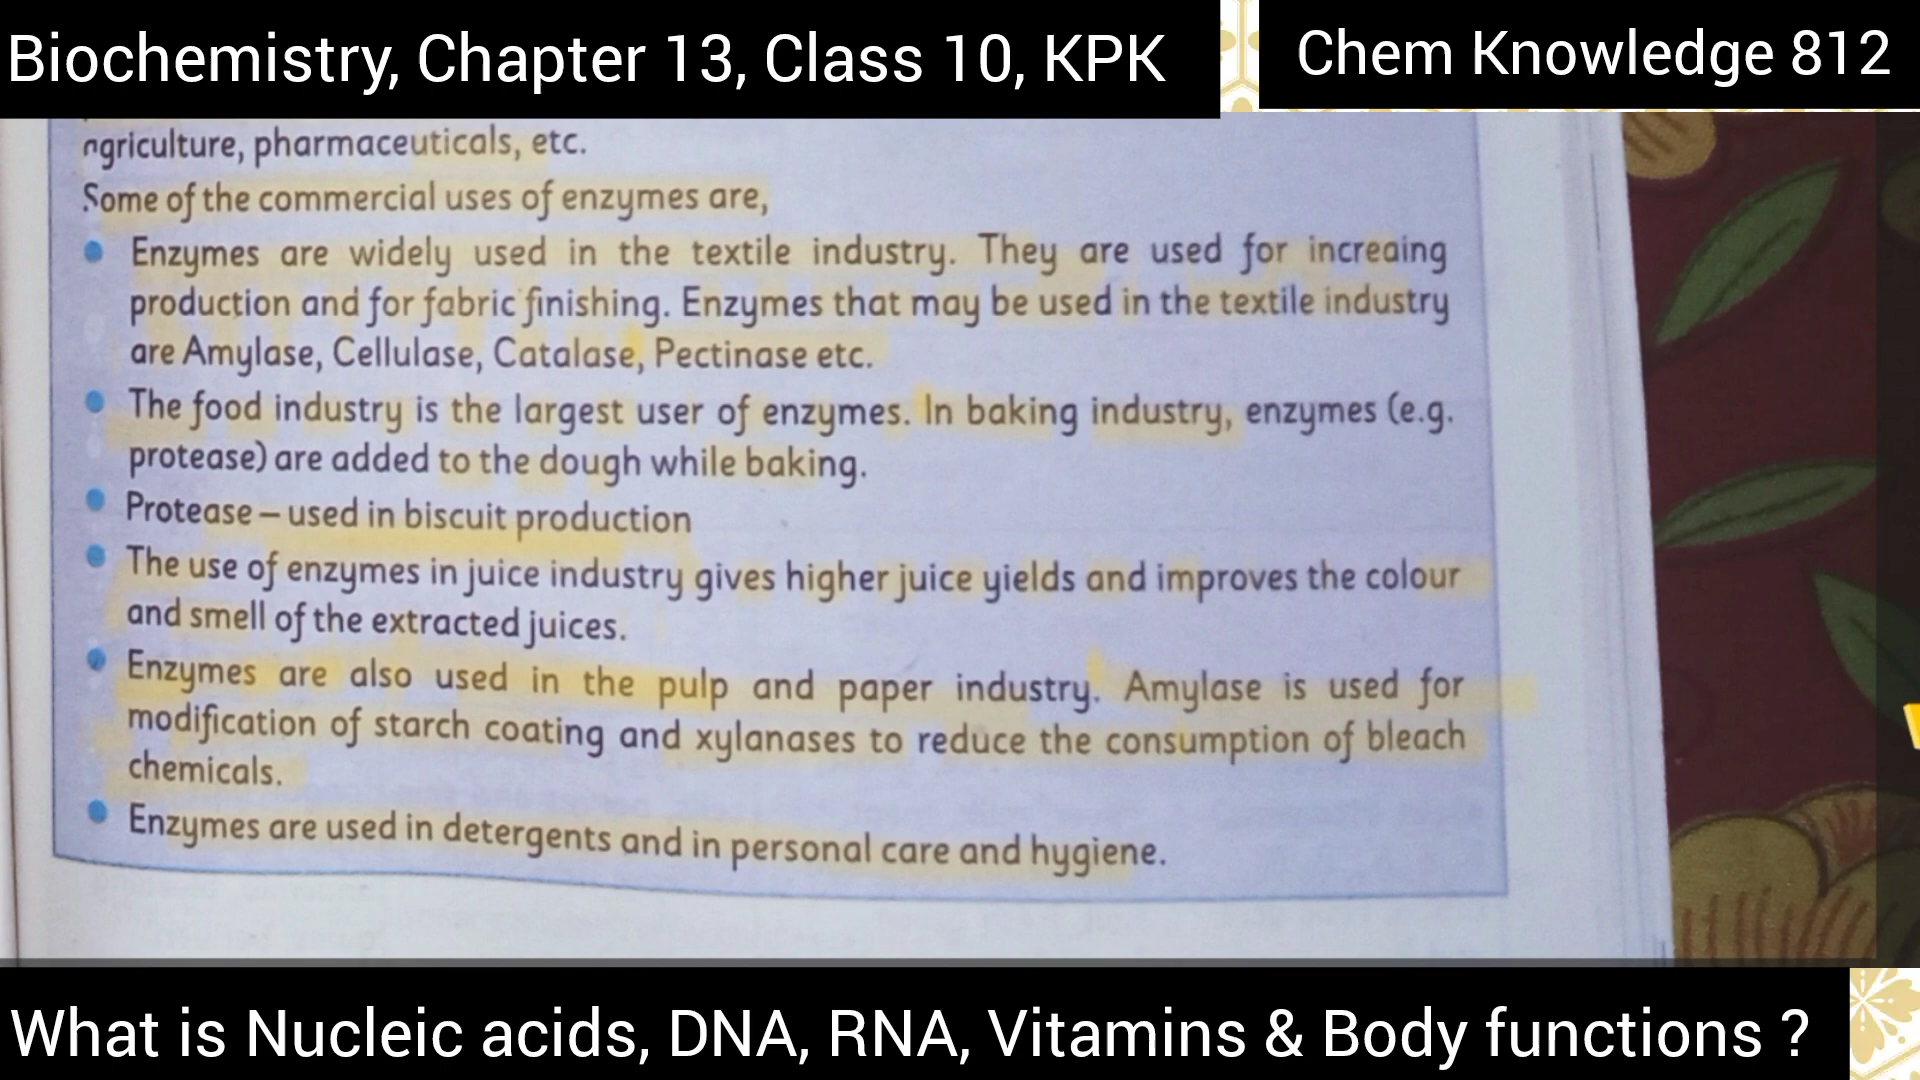 Biochemistry, Chapter 13, Class 10, KPK
Chem Knowledge 812
agriculture, pharmaceuticals, etc.
Some of the commercial uses of enzymes are,
Enzymes are widely used in the textile industry. They are used for increaing
production and for fabric finishing. Enzymes that may be used in the textile industry
are Amylase, Cellulase, Catalase, Pectinase etc.
The food industry is the largest user of enzymes. In baking industry, enzymes (e.g.
protease) are added to the dough while baking.
Protease – used in biscuit production
The use of enzymes in juice industry gives higher juice yields and improves the colour
and smell of the extracted juices.
Enzymes are also used in the pulp and paper industry. Amylase is used for
modification of starch coating and xylanases to reduce the consumption of bleach
chemicals.
Enzymes are used in detergents and in personal care and hygiene.
What is Nucleic acids, DNA, RNA, Vitamins & Body functions ?